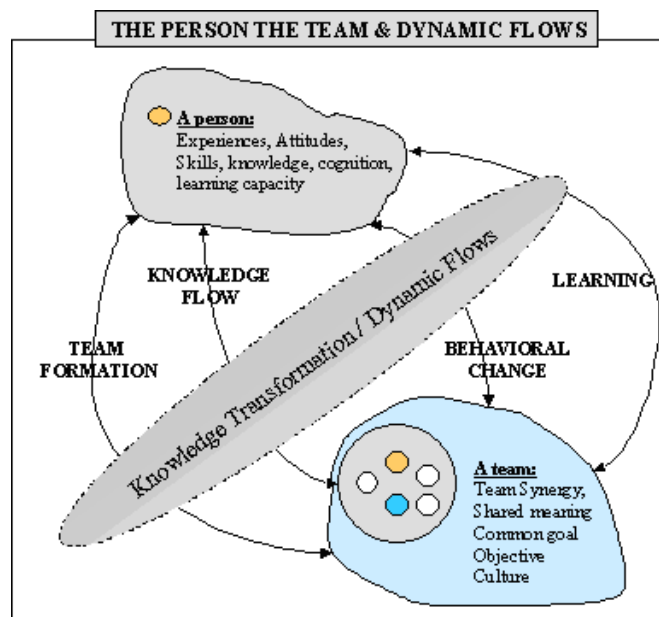 THE PERSON THE TEAM & DYNAMIC FLOWS
A person:
Experiences, Attitudes,
Skills, knowledge, cognition,
learning capacity
KNOWLEDGE
FLOW
LEARNING
TEAM
FORMATION
Knowledge Transformation / Dynamic Flows
BEHAVIORAL
CHANGE
A team:
Team Synergy,
Shared meaning
Common goal
Objective
Culture